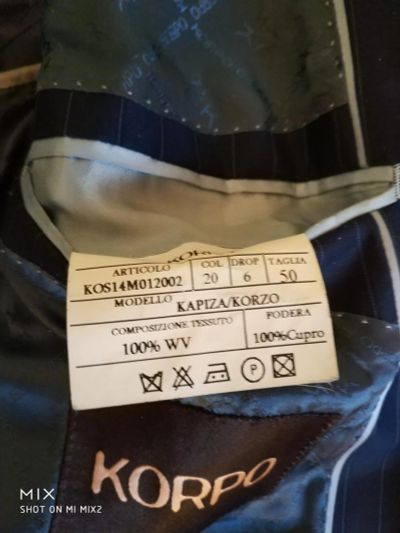 KORPO
ARTICOLO COL DROP TAGLIA
KOS14M012002 20 6 50
MODELLO KAPIZA/KORZO
COMPOSIZIONE TESSUTO FODERA
100% WV 100%Cupro
P
KORPO
MIX
SHOT ON MI MIX2